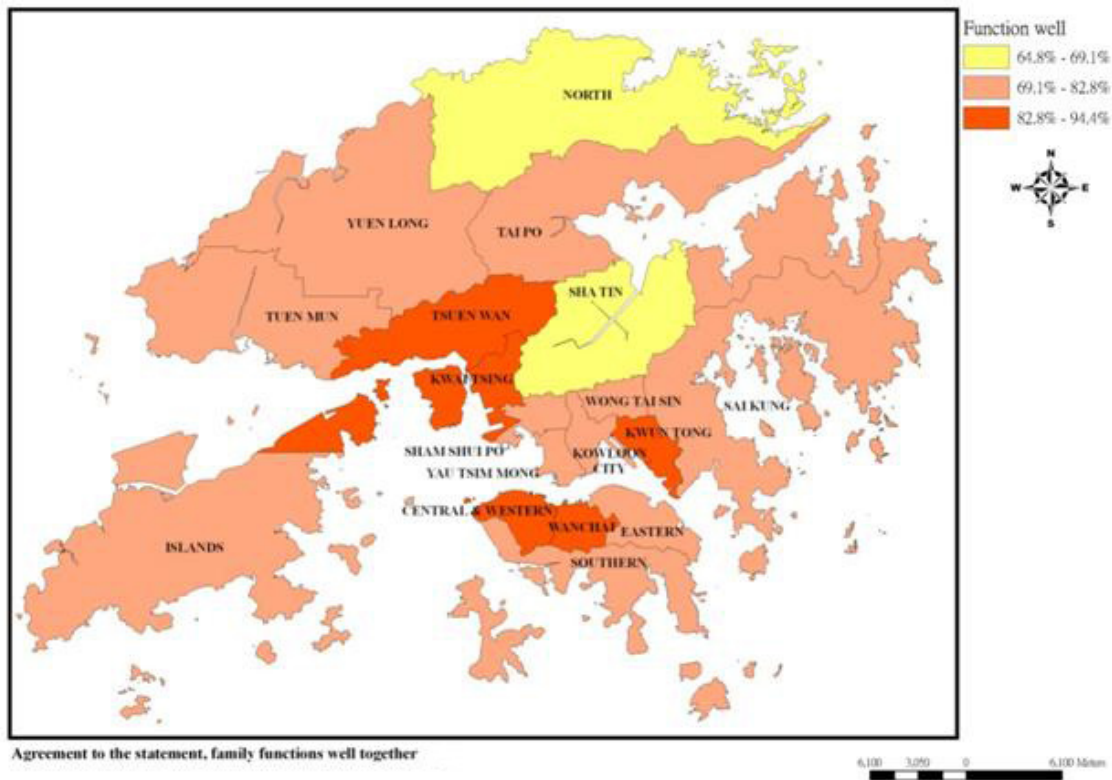 Function well
64.8% - 69.1%
69.1% - 82.8%
82.8% - 94.4%
N
W E
S
NORTH
YUEN LONG
TAI PO
SHA TIN
TUEN MUN
TSUEN WAN
KWAI TSING
WONG TAI SIN
SAI KUNG
KWUN TONG
SHAM SHUI PO
KOWLOON
CITY
YAU TSIM MONG
CENTRAL & WESTERN
WANCHAI
EASTERN
ISLANDS
SOUTHERN
Agreement to the statement, family functions well together
6,100 3,050 0 6,100 Meters